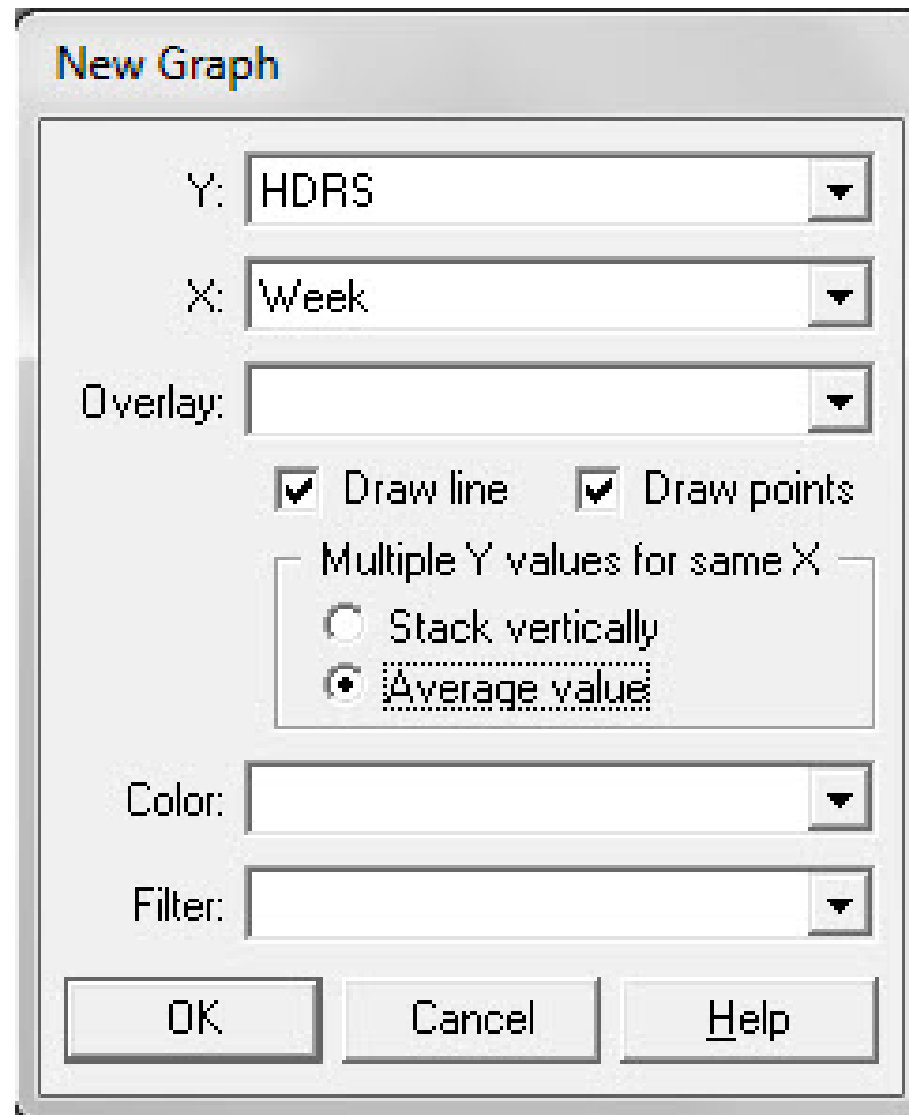 New Graph
Y: HDRS
X: Week
Overlay:
Draw line Draw points
Multiple Y values for same X
Stack vertically
Average value
Color:
Filter:
OK Cancel Help